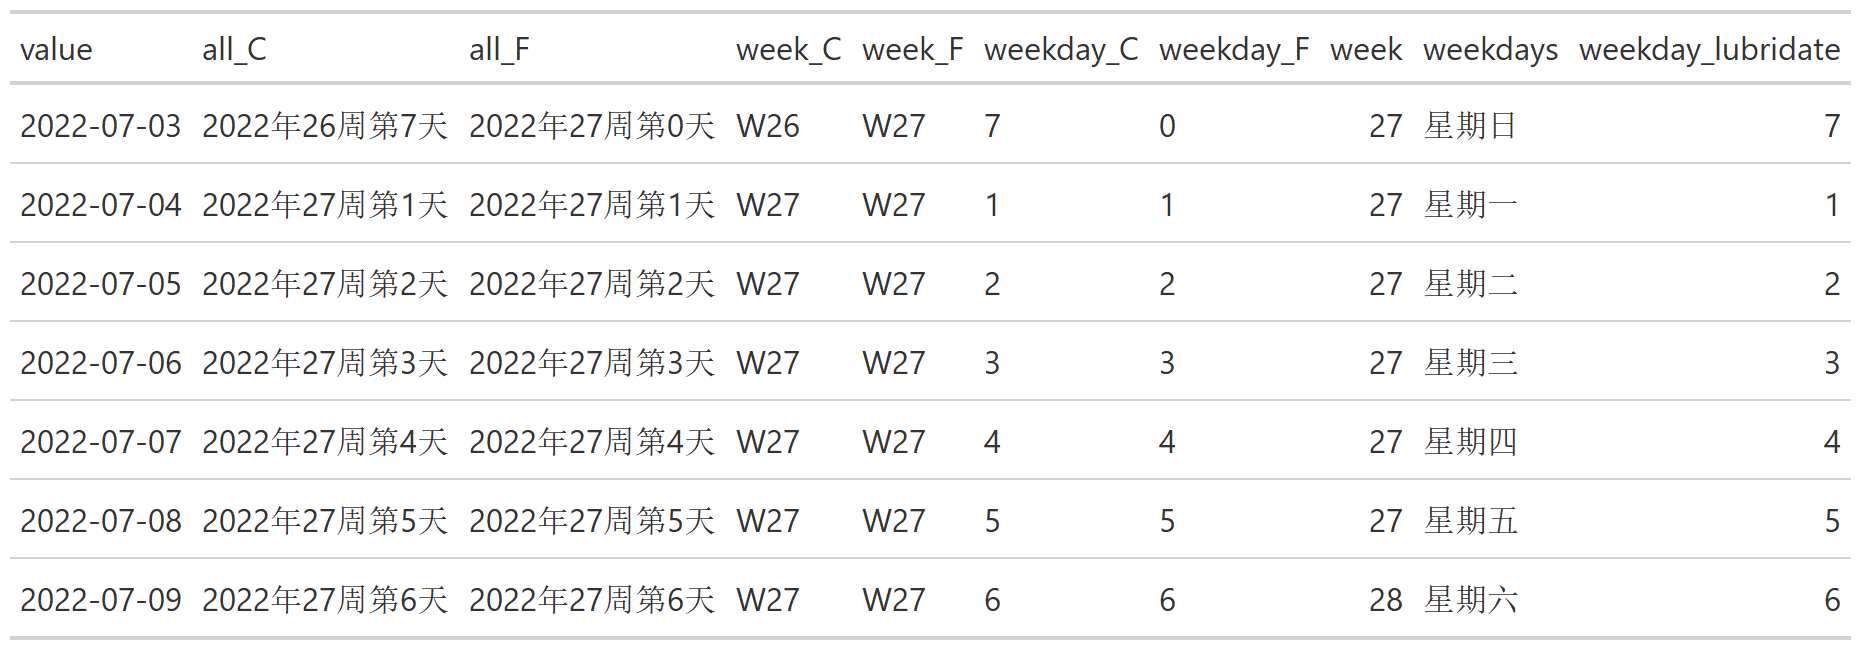 value all_C all_F week_C week_F weekday_C weekday_F week weekdays weekday_lubridate
2022-07-03 2022年26周第7天 2022年27周第0天 W26 W27 7 0 27 星期日 7
2022-07-04 2022年27周第1天 2022年27周第1天 W27 W27 1 1 27 星期一 1
2022-07-05 2022年27周第2天 2022年27周第2天 W27 W27 2 2 27 星期二 2
2022-07-06 2022年27周第3天 2022年27周第3天 W27 W27 3 3 27 星期三 3
2022-07-07 2022年27周第4天 2022年27周第4天 W27 W27 4 4 27 星期四 4
2022-07-08 2022年27周第5天 2022年27周第5天 W27 W27 5 5 27 星期五 5
2022-07-09 2022年27周第6天 2022年27周第6天 W27 W27 6 6 28 星期六 6